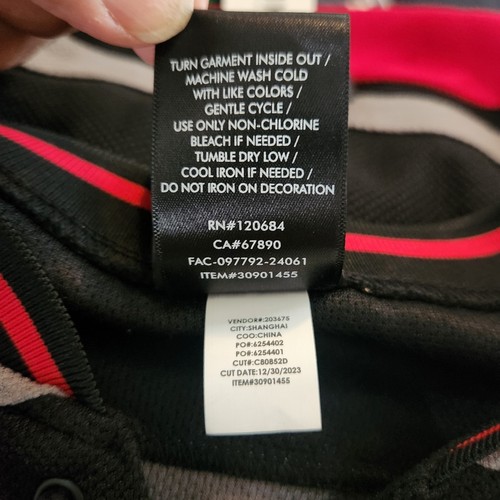 TURN GARMENT INSIDE OUT /
MACHINE WASH COLD
WITH LIKE COLORS /
GENTLE CYCLE /
USE ONLY NON-CHLORINE
BLEACH IF NEEDED /
TUMBLE DRY LOW /
COOL IRON IF NEEDED /
DO NOT IRON ON DECORATION
RN#120684
CA#67890
FAC-097792-24061
ITEM#30901455
VENDOR#:203675
CITY:SHANGHAI
COO:CHINA
PO#:6254402
PO#:6254401
CUT#:C80852D
CUT DATE:12/30/2023
ITEM#30901455